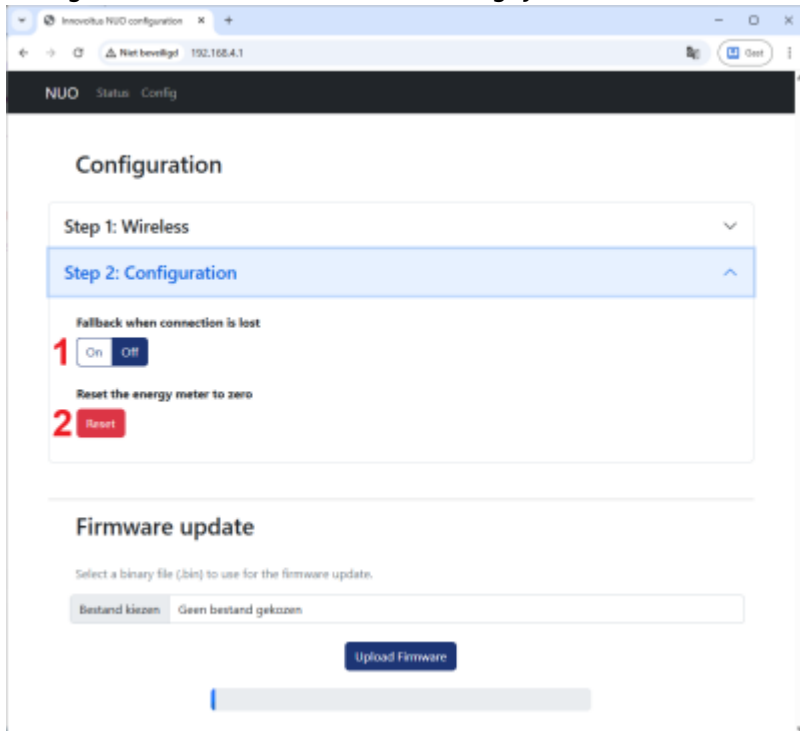 Innovoltus NUO configuration
Niet beveiligd 192.168.4.1
Gast
NUO Status Config
Configuration
Step 1: Wireless
Step 2: Configuration
Fallback when connection is lost
1 On Off
Reset the energy meter to zero
2 Reset
Firmware update
Select a binary file (.bin) to use for the firmware update.
Bestand kiezen Geen bestand gekozen
Upload Firmware